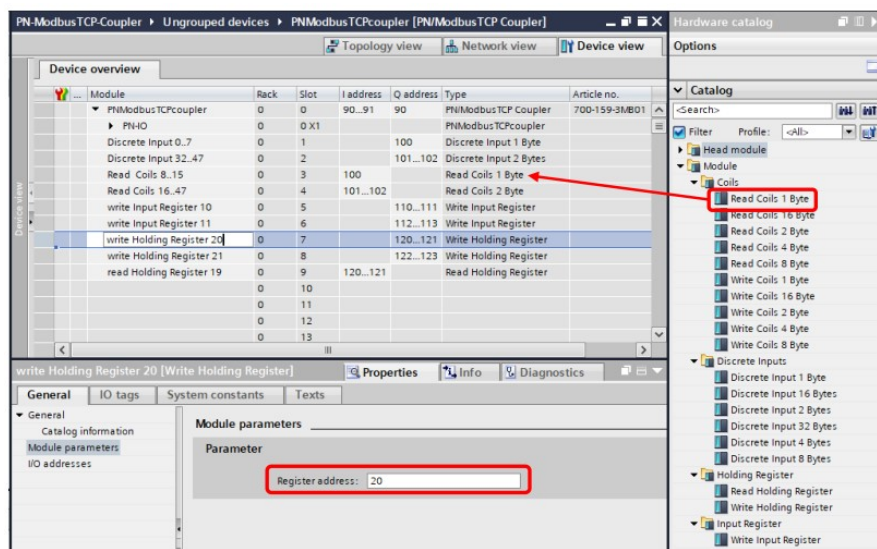 PN-ModbusTCP-Coupler ▸ Ungrouped devices ▸ PNModbusTCPcoupler [PN/ModbusTCP Coupler]
Topology view Network view Device view
Device overview
... Module Rack Slot I address Q address Type Article no.
PNModbusTCPcoupler 0 0 90...91 90 PN/ModbusTCP Coupler 700-159-3MB01
PN-IO 0 0 X1 PNModbusTCPcoupler
Discrete Input 0..7 0 1 100 Discrete Input 1 Byte
Discrete Input 32..47 0 2 101...102 Discrete Input 2 Bytes
Read Coils 8..15 0 3 100 Read Coils 1 Byte
Read Coils 16..47 0 4 101...102 Read Coils 2 Byte
write Input Register 10 0 5 110...111 Write Input Register
write Input Register 11 0 6 112...113 Write Input Register
write Holding Register 20 0 7 120...121 Write Holding Register
write Holding Register 21 0 8 122...123 Write Holding Register
read Holding Register 19 0 9 120...121 Read Holding Register
0 10
0 11
0 12
0 13
Device view
write Holding Register 20 [Write Holding Register]
Properties Info Diagnostics
General IO tags System constants Texts
General
Catalog information
Module parameters
I/O addresses
Module parameters
Parameter
Register address: 20
Hardware catalog
Options
Catalog
<Search>
Filter Profile: <All>
Head module
Module
Coils
Read Coils 1 Byte
Read Coils 16 Byte
Read Coils 2 Byte
Read Coils 4 Byte
Read Coils 8 Byte
Write Coils 1 Byte
Write Coils 16 Byte
Write Coils 2 Byte
Write Coils 4 Byte
Write Coils 8 Byte
Discrete Inputs
Discrete Input 1 Byte
Discrete Input 16 Bytes
Discrete Input 2 Bytes
Discrete Input 32 Bytes
Discrete Input 4 Bytes
Discrete Input 8 Bytes
Holding Register
Read Holding Register
Write Holding Register
Input Register
Write Input Register